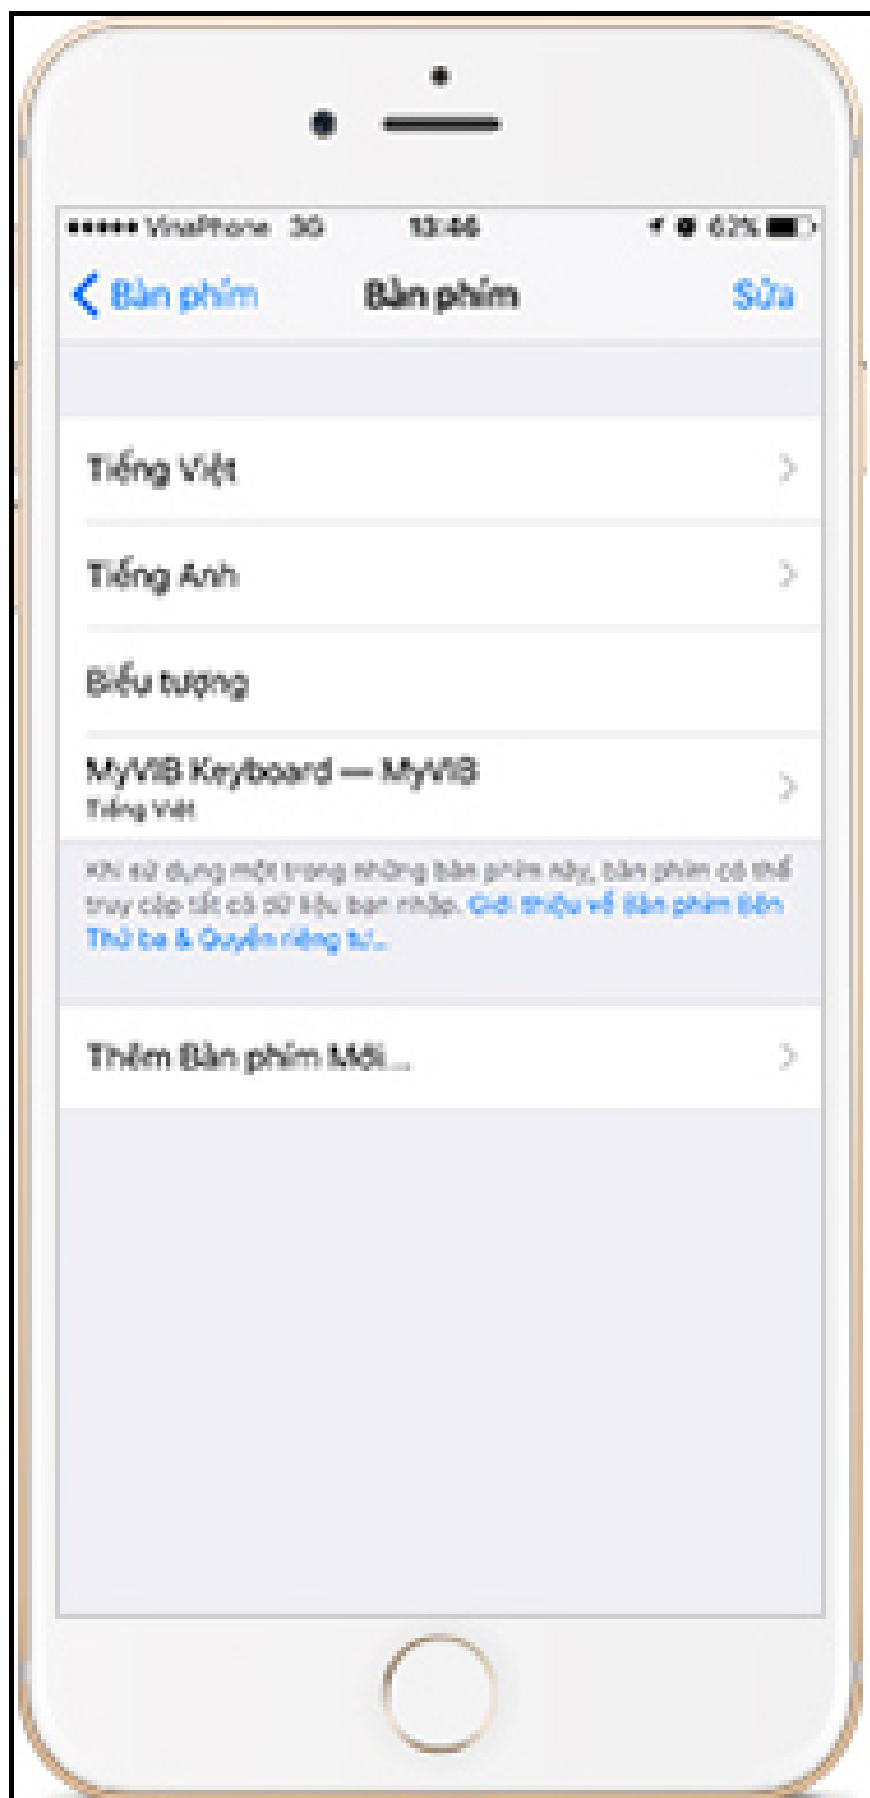 VinaPhone 3G 13:46 62%
Bàn phím Bàn phím Sửa
Tiếng Việt
Tiếng Anh
Biểu tượng
MyVIB Keyboard — MyVIB
Tiếng Việt
Khi sử dụng một trong những bàn phím này, bàn phím có thể
truy cập tất cả dữ liệu bạn nhập. Giới thiệu về Bàn phím Bên
Thứ ba & Quyền riêng tư...
Thêm Bàn phím Mới...